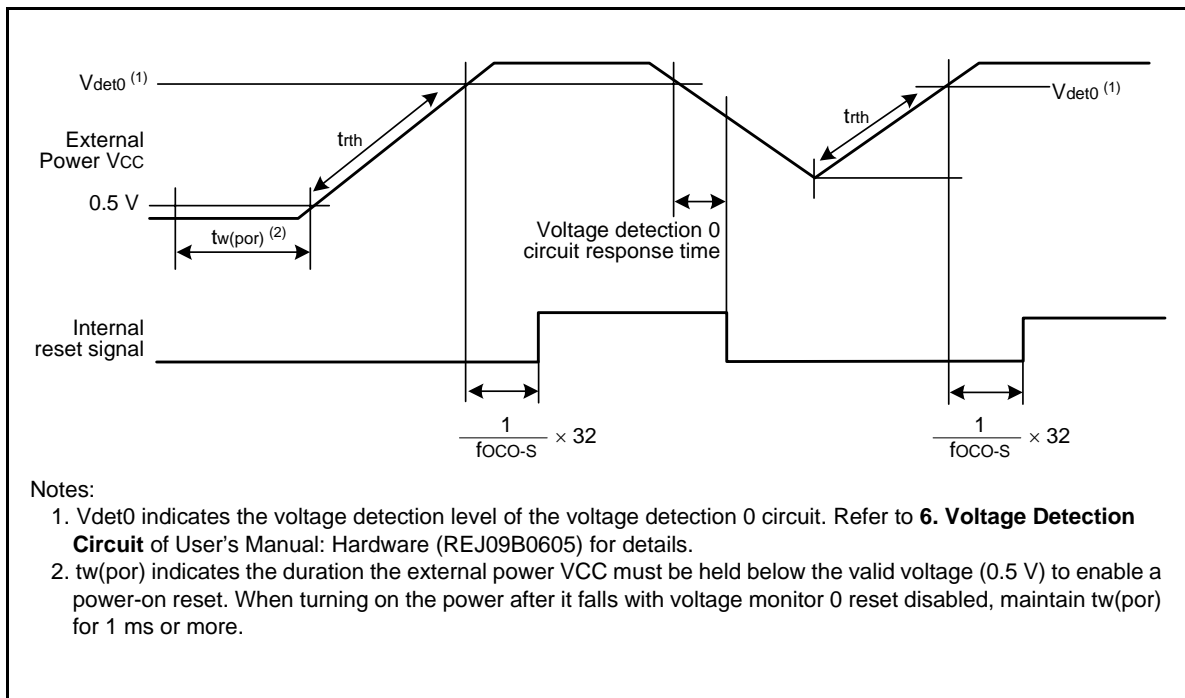 Vdet0 (1)
Vdet0 (1)
trth
trth
External
Power VCC
0.5 V
tw(por) (2)
Voltage detection 0
circuit response time
Internal
reset signal
1
fOCO-S
× 32
1
fOCO-S
× 32
Notes:
1. Vdet0 indicates the voltage detection level of the voltage detection 0 circuit. Refer to 6. Voltage Detection
Circuit of User's Manual: Hardware (REJ09B0605) for details.
2. tw(por) indicates the duration the external power VCC must be held below the valid voltage (0.5 V) to enable a
power-on reset. When turning on the power after it falls with voltage monitor 0 reset disabled, maintain tw(por)
for 1 ms or more.